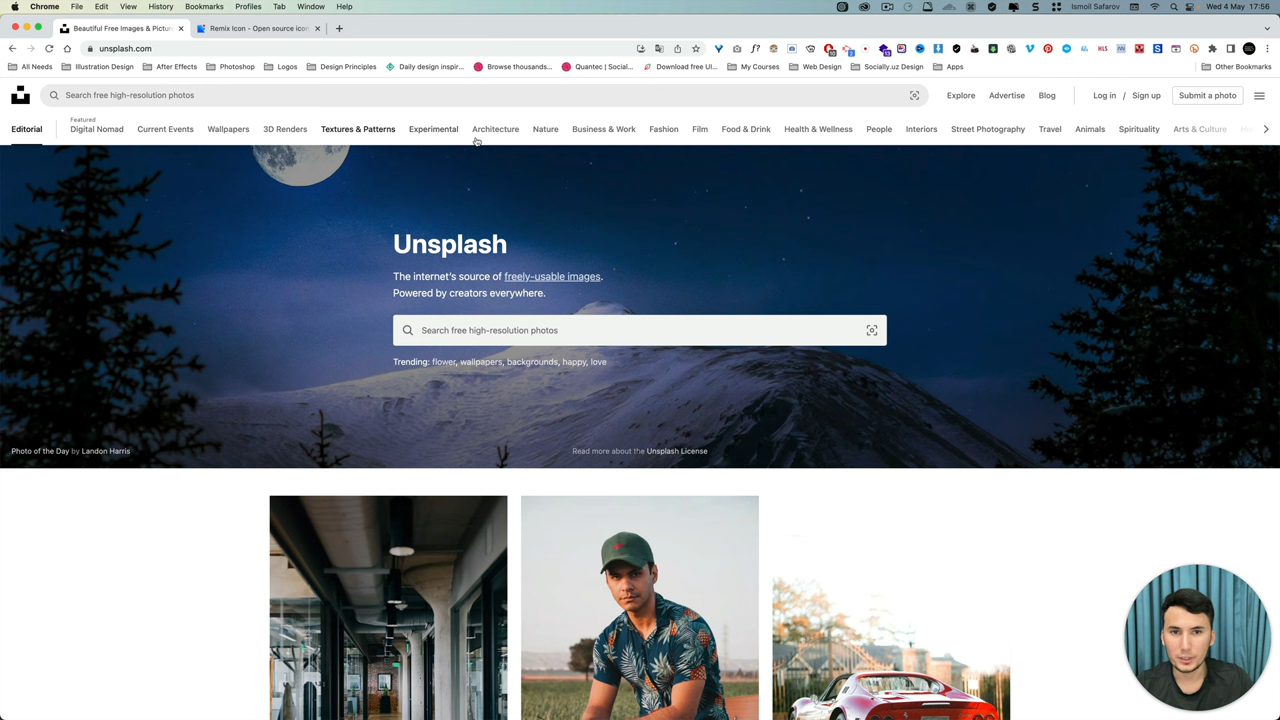 Chrome File Edit View History Bookmarks Profiles Tab Window Help Ismoil Safarov Wed 4 May 17:56
Beautiful Free Images & Pictu Remix Icon - Open source ico
unsplash.com
All Needs Illustration Design After Effects Photoshop Logos Design Principles Daily design inspir... Browse thousands... Quantec | Social... Download free UI... My Courses Web Design Socially.uz Design Apps Other Bookmarks
Search free high-resolution photos Explore Advertise Blog Log in / Sign up Submit a photo
Featured
Editorial Digital Nomad Current Events Wallpapers 3D Renders Textures & Patterns Experimental Architecture Nature Business & Work Fashion Film Food & Drink Health & Wellness People Interiors Street Photography Travel Animals Spirituality Arts & Culture
Unsplash
The internet's source of freely-usable images.
Powered by creators everywhere.
Search free high-resolution photos
Trending: flower, wallpapers, backgrounds, happy, love
Photo of the Day by Landon Harris Read more about the Unsplash License